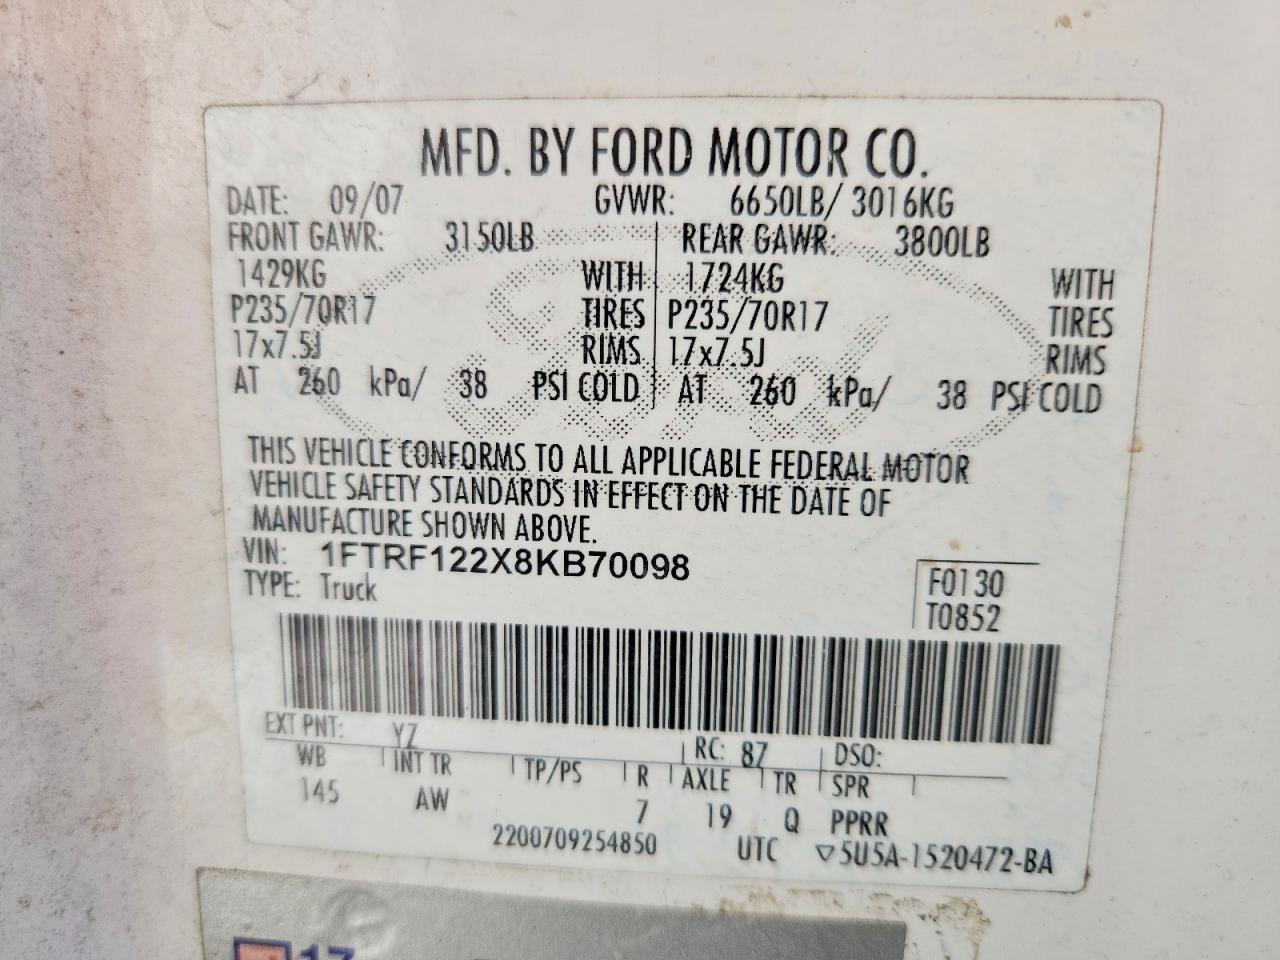 MFD. BY FORD MOTOR CO.
DATE: 09/07 GVWR: 6650LB/ 3016KG
FRONT GAWR: 3150LB REAR GAWR: 3800LB
1429KG WITH 1724KG WITH
P235/70R17 TIRES P235/70R17 TIRES
17x7.5J RIMS 17x7.5J RIMS
AT 260 kPa/ 38 PSI COLD AT 260 kPa/ 38 PSI COLD
THIS VEHICLE CONFORMS TO ALL APPLICABLE FEDERAL MOTOR
VEHICLE SAFETY STANDARDS IN EFFECT ON THE DATE OF
MANUFACTURE SHOWN ABOVE.
VIN: 1FTRF122X8KB70098
TYPE: Truck
F0130
T0852
EXT PNT: YZ RC: 87 DSO:
WB INT TR TP/PS R AXLE TR SPR
145 AW 7 19 Q PPRR
2200709254850 UTC ▽5U5A-1520472-BA
17